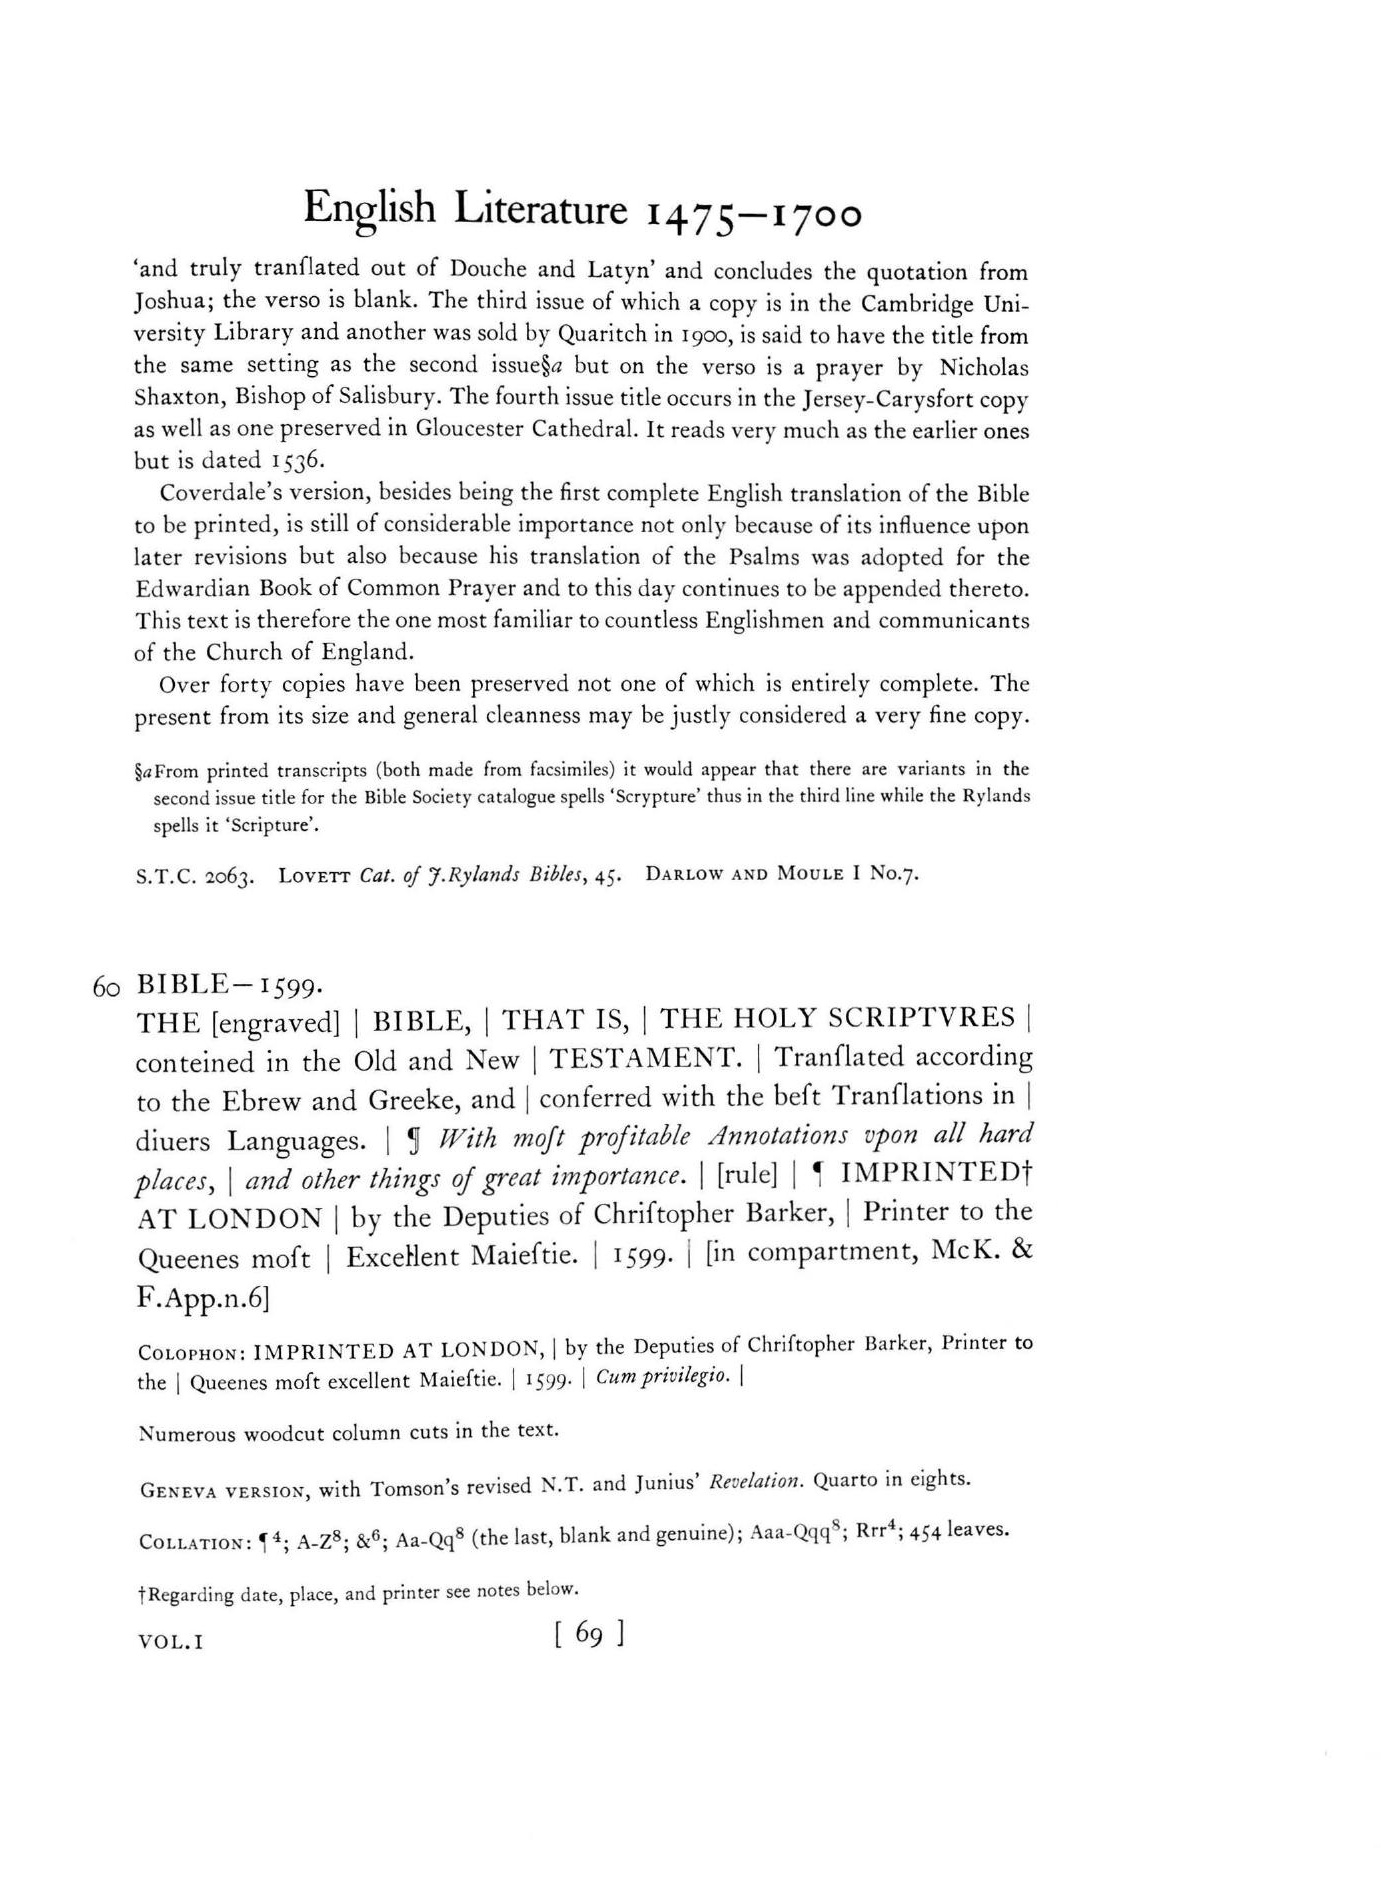 English Literature 1475–1700
‘and truly tranſlated out of Douche and Latyn’ and concludes the quotation from
Joshua; the verso is blank. The third issue of which a copy is in the Cambridge Uni-
versity Library and another was sold by Quaritch in 1900, is said to have the title from
the same setting as the second issue§a but on the verso is a prayer by Nicholas
Shaxton, Bishop of Salisbury. The fourth issue title occurs in the Jersey-Carysfort copy
as well as one preserved in Gloucester Cathedral. It reads very much as the earlier ones
but is dated 1536.
Coverdale’s version, besides being the first complete English translation of the Bible
to be printed, is still of considerable importance not only because of its influence upon
later revisions but also because his translation of the Psalms was adopted for the
Edwardian Book of Common Prayer and to this day continues to be appended thereto.
This text is therefore the one most familiar to countless Englishmen and communicants
of the Church of England.
Over forty copies have been preserved not one of which is entirely complete. The
present from its size and general cleanness may be justly considered a very fine copy.
§aFrom printed transcripts (both made from facsimiles) it would appear that there are variants in the
second issue title for the Bible Society catalogue spells ‘Scrypture’ thus in the third line while the Rylands
spells it ‘Scripture’.
S.T.C. 2063. Lovett Cat. of J.Rylands Bibles, 45. Darlow and Moule I No.7.
60 BIBLE—1599.
THE [engraved] | BIBLE, | THAT IS, | THE HOLY SCRIPTVRES |
conteined in the Old and New | TESTAMENT. | Tranſlated according
to the Ebrew and Greeke, and | conferred with the beſt Tranſlations in |
diuers Languages. | ¶ With moſt profitable Annotations vpon all hard
places, | and other things of great importance. | [rule] | ¶ IMPRINTED†
AT LONDON | by the Deputies of Chriſtopher Barker, | Printer to the
Queenes moſt | Excellent Maieſtie. | 1599. | [in compartment, McK. &
F.App.n.6]
Colophon: IMPRINTED AT LONDON, | by the Deputies of Chriſtopher Barker, Printer to
the | Queenes moſt excellent Maieſtie. | 1599. | Cum privilegio. |
Numerous woodcut column cuts in the text.
Geneva version, with Tomson’s revised N.T. and Junius’ Revelation. Quarto in eights.
Collation: ¶⁴; A-Z⁸; &⁶; Aa-Qq⁸ (the last, blank and genuine); Aaa-Qqq⁸; Rrr⁴; 454 leaves.
†Regarding date, place, and printer see notes below.
VOL.I [ 69 ]